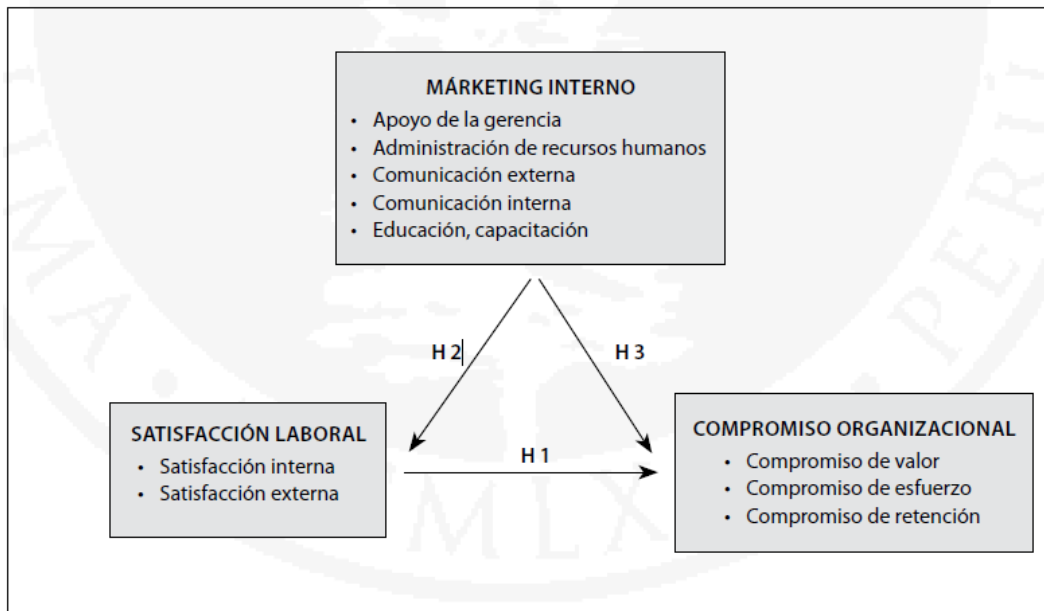 MÁRKETING INTERNO
• Apoyo de la gerencia
• Administración de recursos humanos
• Comunicación externa
• Comunicación interna
• Educación, capacitación
H 2
H 3
SATISFACCIÓN LABORAL
• Satisfacción interna
• Satisfacción externa
H 1
COMPROMISO ORGANIZACIONAL
• Compromiso de valor
• Compromiso de esfuerzo
• Compromiso de retención